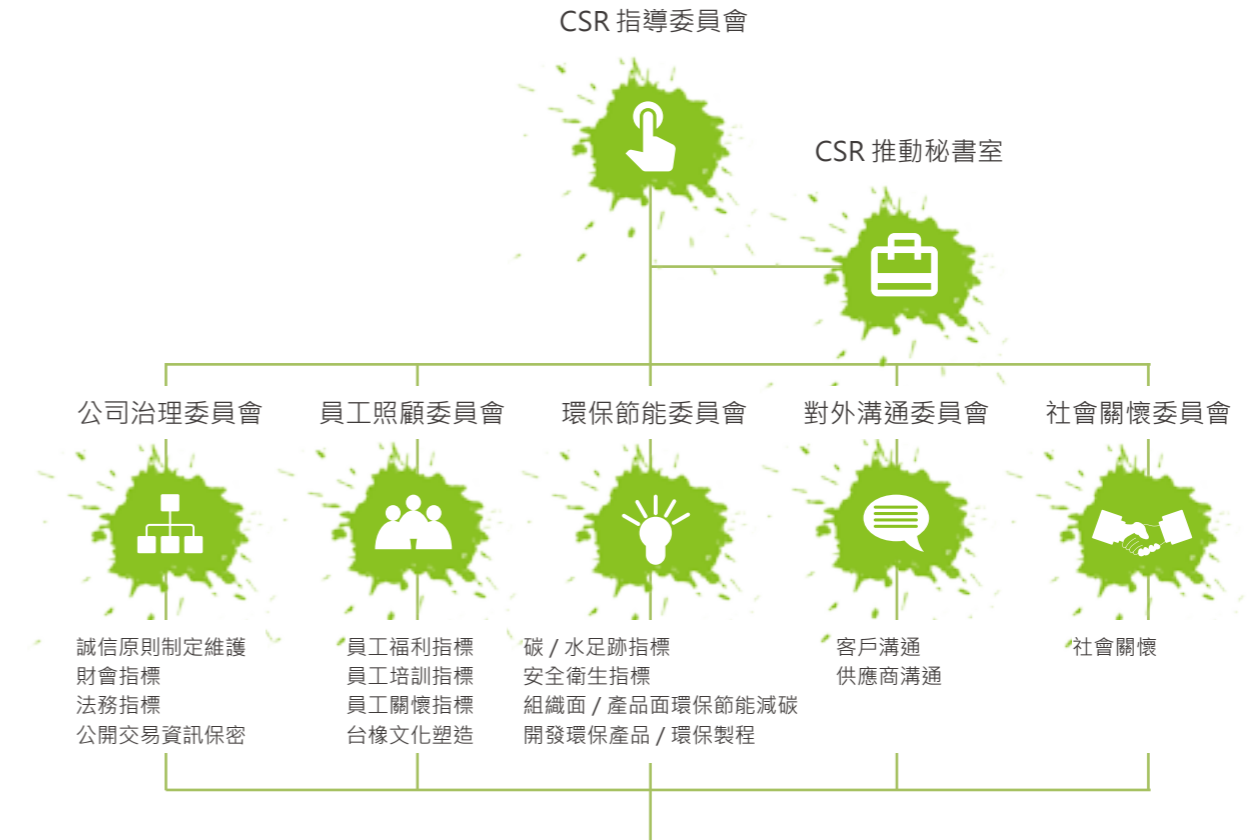 CSR 指導委員會
CSR 推動秘書室
公司治理委員會
員工照顧委員會
環保節能委員會
對外溝通委員會
社會關懷委員會
誠信原則制定維護
財會指標
法務指標
公開交易資訊保密
員工福利指標
員工培訓指標
員工關懷指標
台橡文化塑造
碳 / 水足跡指標
安全衛生指標
組織面 / 產品面環保節能減碳
開發環保產品 / 環保製程
客戶溝通
供應商溝通
社會關懷